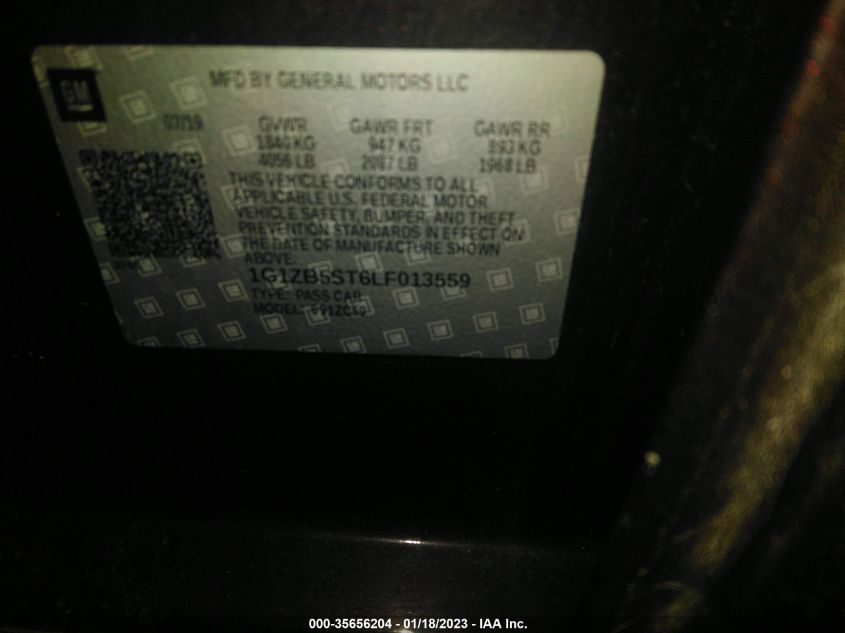 GM
MFD BY GENERAL MOTORS LLC
07/19 GVWR GAWR FRT GAWR RR
1840 KG 947 KG 893 KG
4056 LB 2087 LB 1968 LB
THIS VEHICLE CONFORMS TO ALL
APPLICABLE U.S. FEDERAL MOTOR
VEHICLE SAFETY, BUMPER, AND THEFT
PREVENTION STANDARDS IN EFFECT ON
THE DATE OF MANUFACTURE SHOWN
ABOVE.
1G1ZB5ST6LF013559
TYPE: PASS CAR
MODEL:
000-35656204 - 01/18/2023 - IAA Inc.